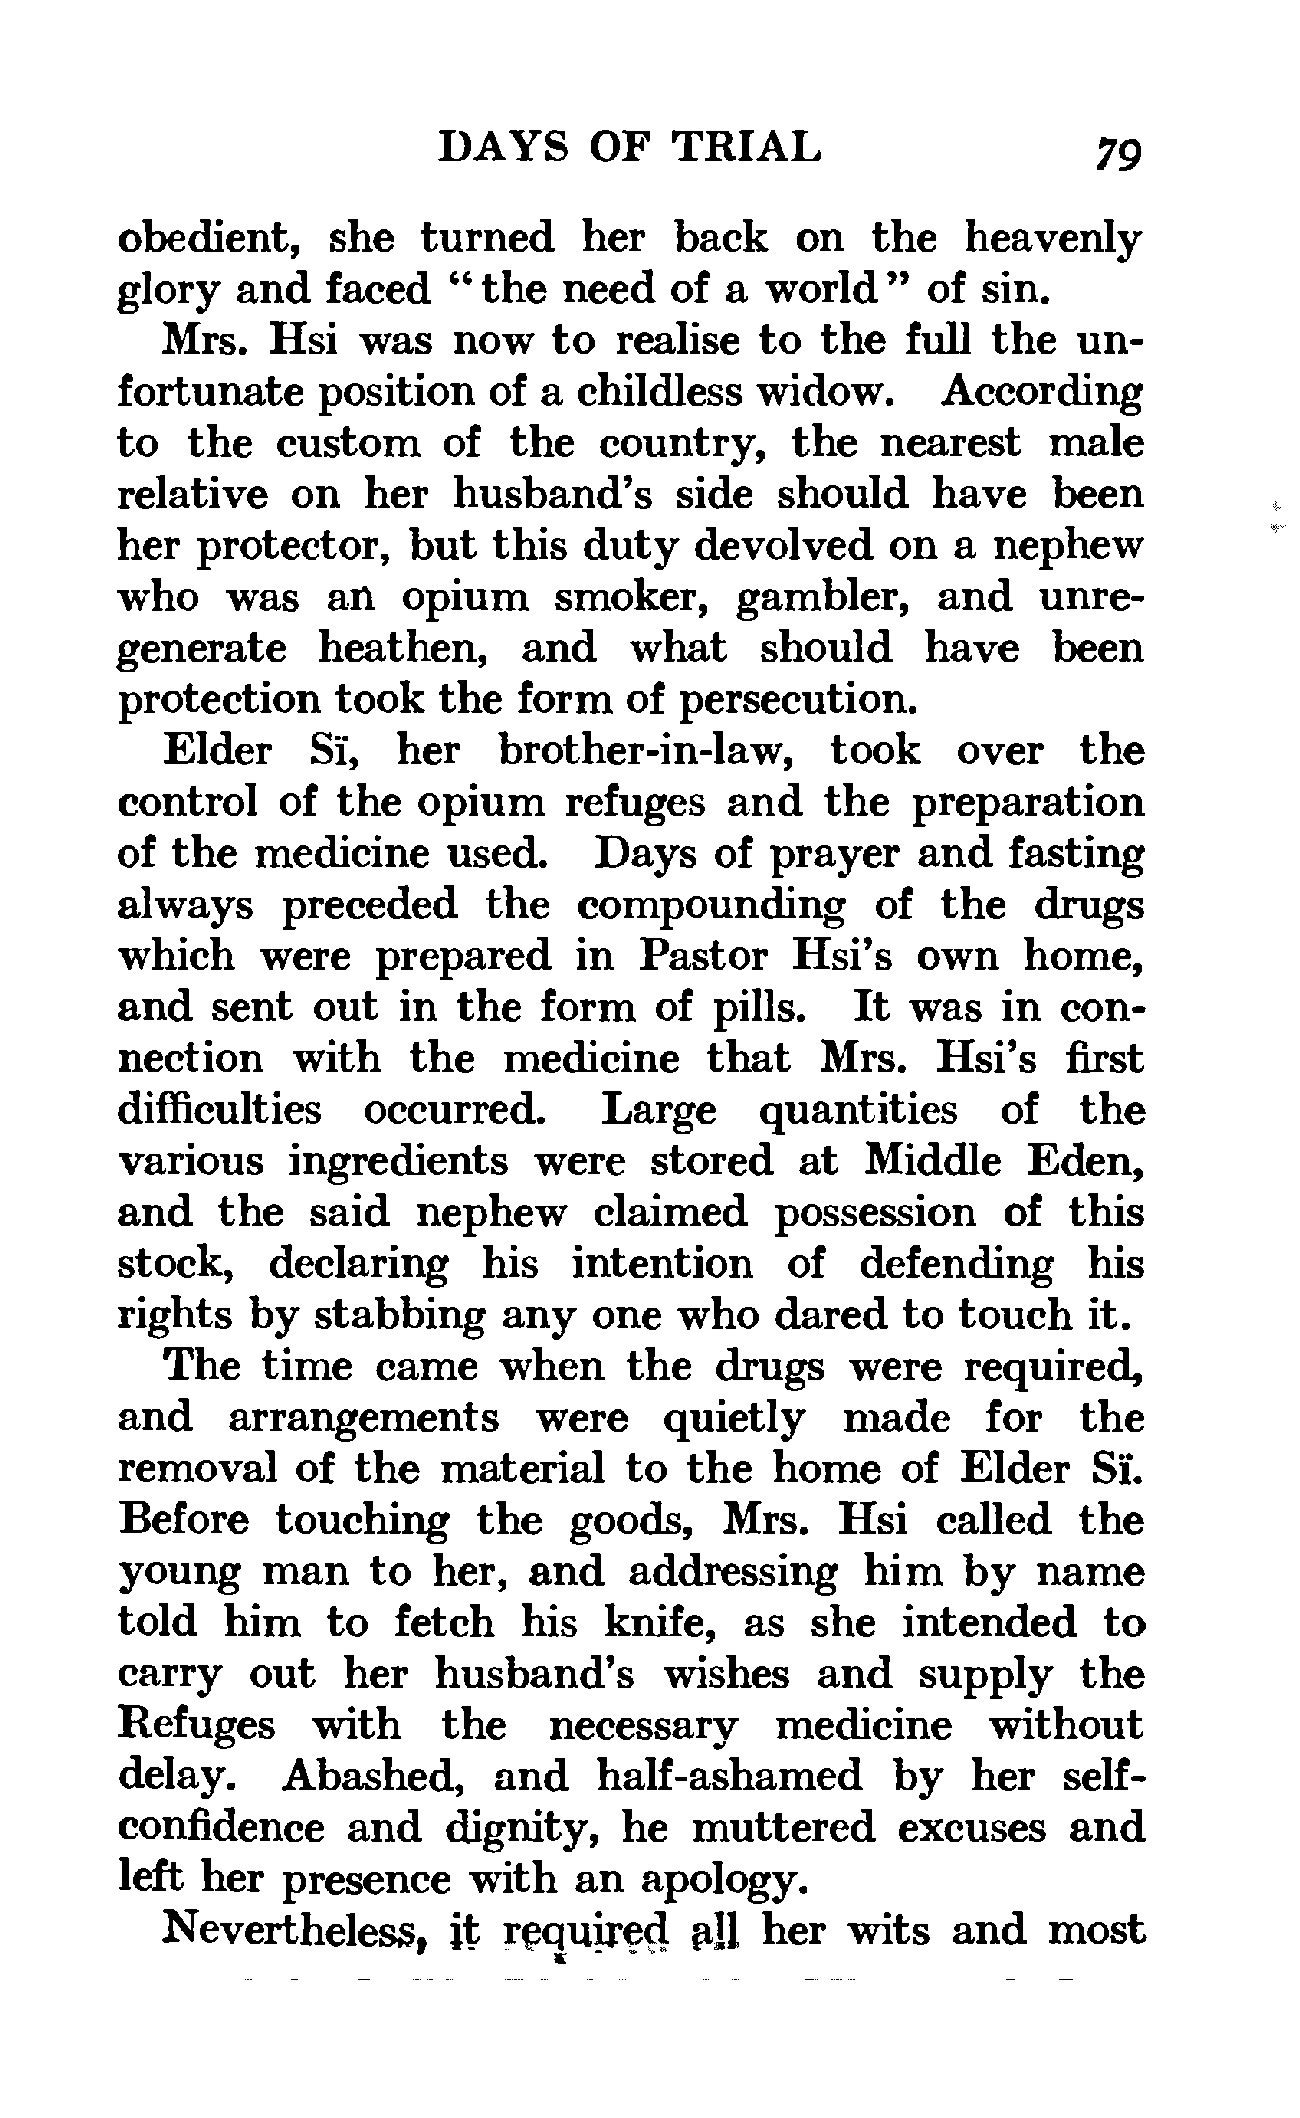 DAYS OF TRIAL 79
obedient, she turned her back on the heavenly
glory and faced “the need of a world” of sin.
Mrs. Hsi was now to realise to the full the un-
fortunate position of a childless widow. According
to the custom of the country, the nearest male
relative on her husband’s side should have been
her protector, but this duty devolved on a nephew
who was an opium smoker, gambler, and unre-
generate heathen, and what should have been
protection took the form of persecution.
Elder Sï, her brother-in-law, took over the
control of the opium refuges and the preparation
of the medicine used. Days of prayer and fasting
always preceded the compounding of the drugs
which were prepared in Pastor Hsi’s own home,
and sent out in the form of pills. It was in con-
nection with the medicine that Mrs. Hsi’s first
difficulties occurred. Large quantities of the
various ingredients were stored at Middle Eden,
and the said nephew claimed possession of this
stock, declaring his intention of defending his
rights by stabbing any one who dared to touch it.
The time came when the drugs were required,
and arrangements were quietly made for the
removal of the material to the home of Elder Sï.
Before touching the goods, Mrs. Hsi called the
young man to her, and addressing him by name
told him to fetch his knife, as she intended to
carry out her husband’s wishes and supply the
Refuges with the necessary medicine without
delay. Abashed, and half-ashamed by her self-
confidence and dignity, he muttered excuses and
left her presence with an apology.
Nevertheless, it required all her wits and most